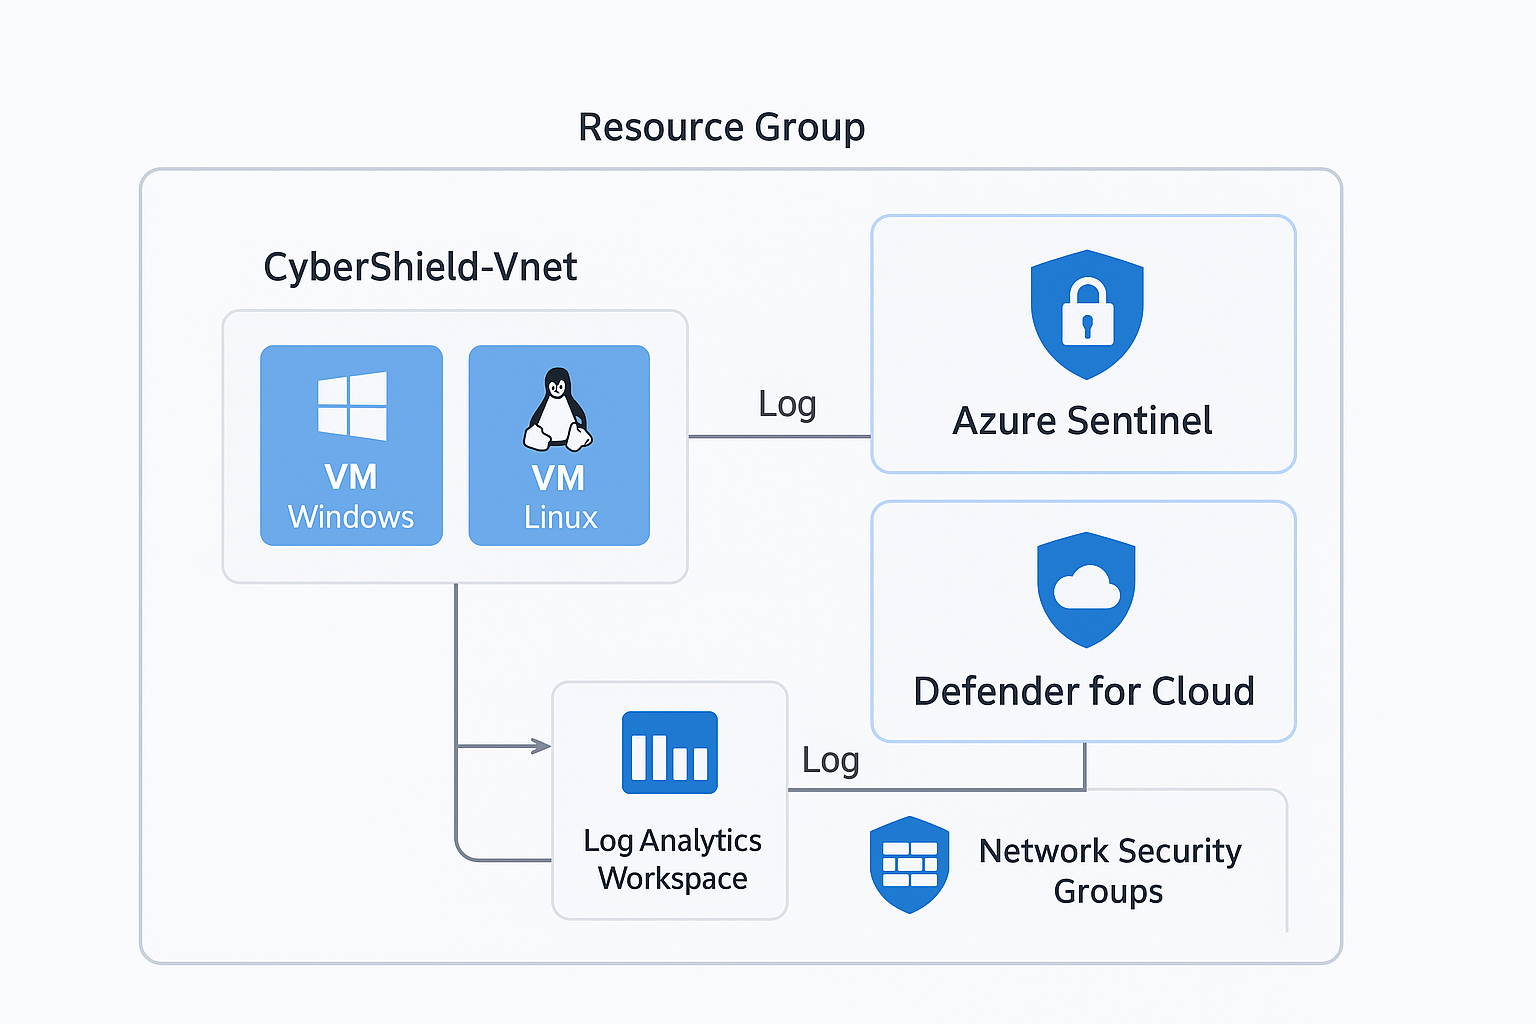 Resource Group
CyberShield-Vnet
VM
Windows
VM
Linux
Log
Azure Sentinel
Defender for Cloud
Log
Log Analytics
Workspace
Network Security
Groups